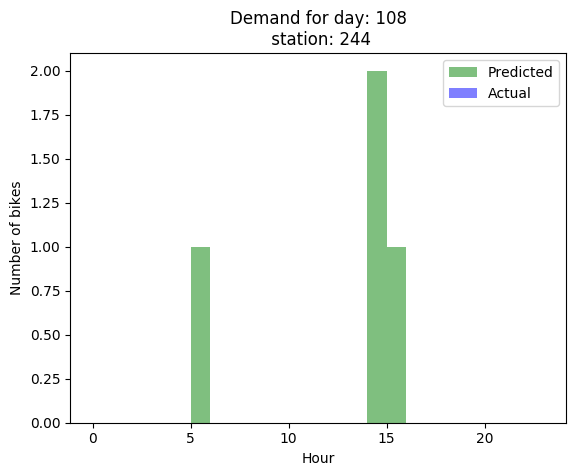 Demand for day: 108
station: 244
Predicted
Actual
2.00
1.75
1.50
1.25
1.00
0.75
0.50
0.25
0.00
Number of bikes
0 5 10 15 20
Hour